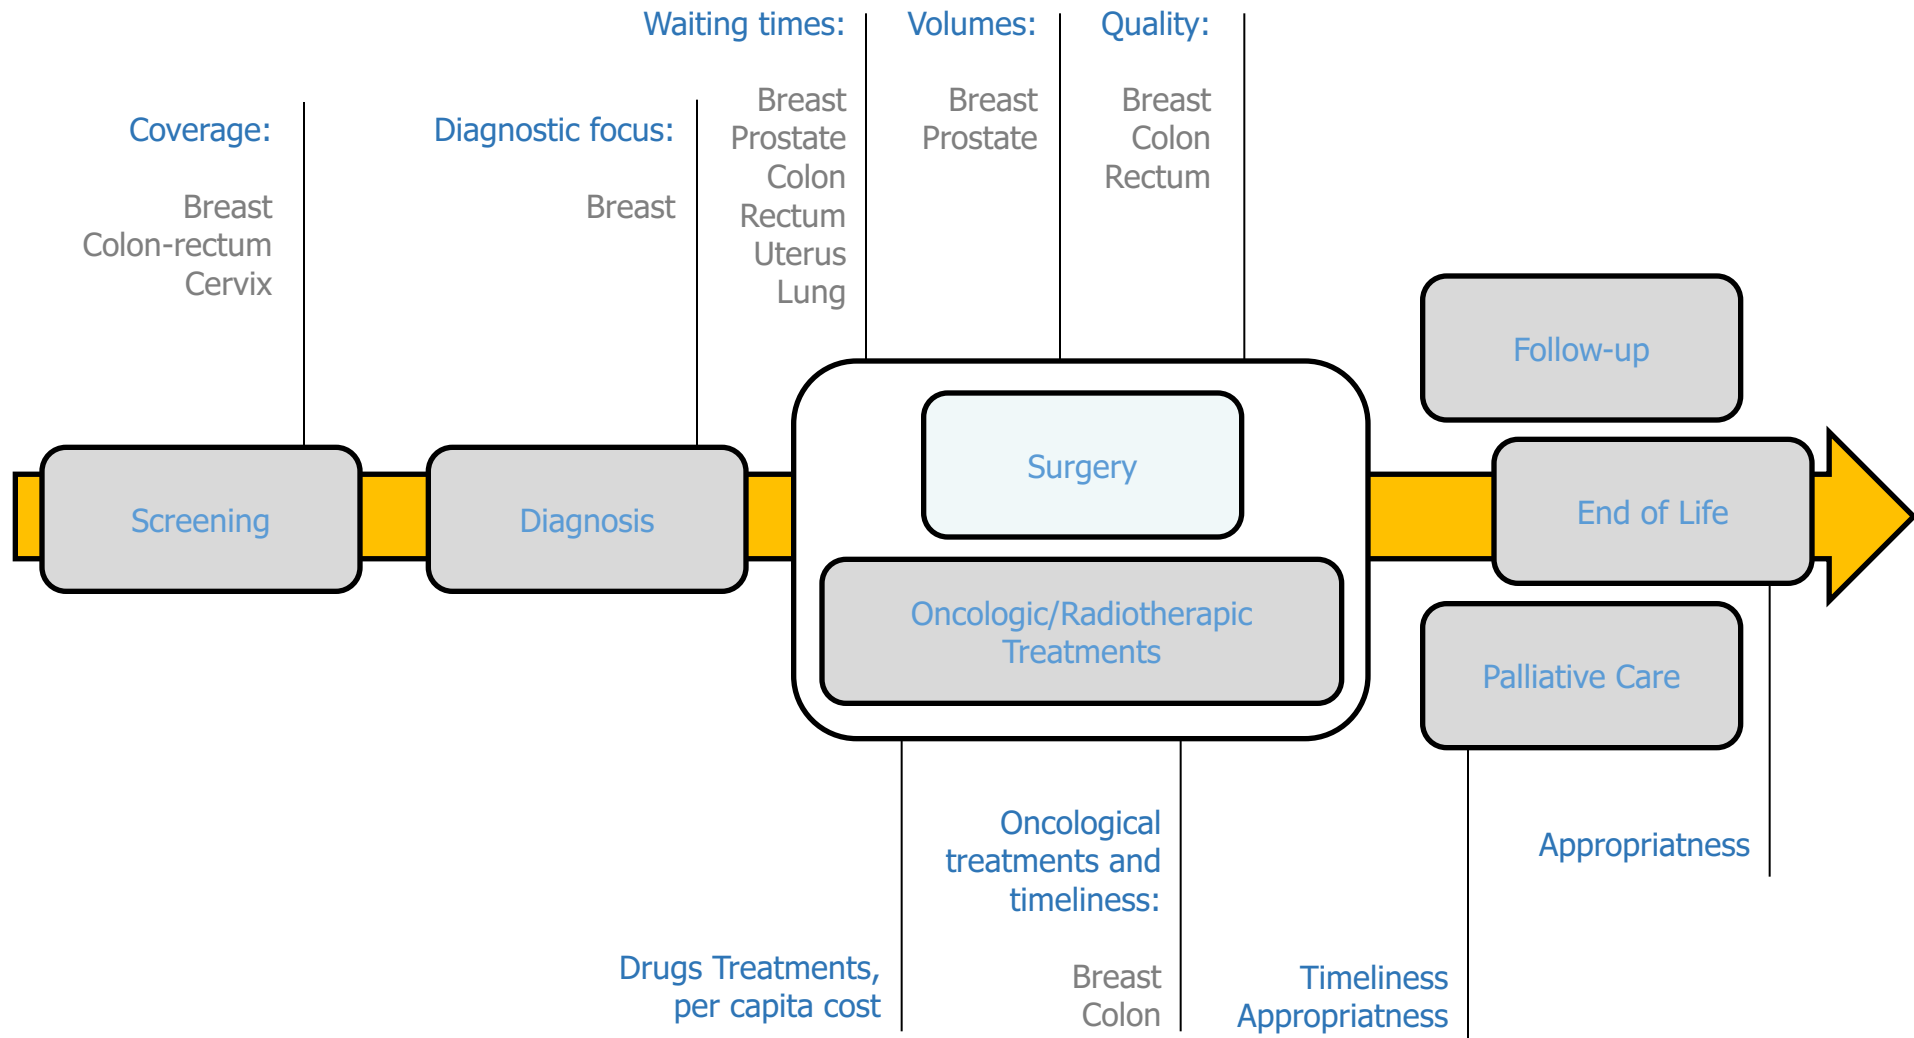 Waiting times:
Breast
Prostate
Colon
Rectum
Uterus
Lung
Volumes:
Breast
Prostate
Quality:
Breast
Colon
Rectum
Coverage:
Breast
Colon-rectum
Cervix
Diagnostic focus:
Breast
Screening
Diagnosis
Surgery
Oncologic/Radiotherapic
Treatments
Follow-up
End of Life
Palliative Care
Drugs Treatments,
per capita cost
Oncological
treatments and
timeliness:
Breast
Colon
Timeliness
Appropriatness
Appropriatness